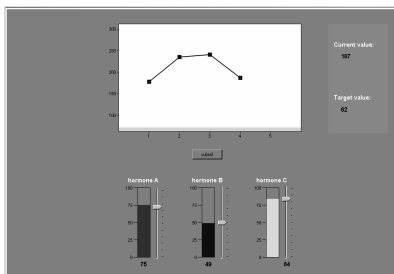 300
250
200
150
100
1 2 3 4 5
Current value:
187
Target value:
62
submit
hormone A hormone B hormone C
100 100 100
75 75 75
50 50 50
25 25 25
0 0 0
75 49 84